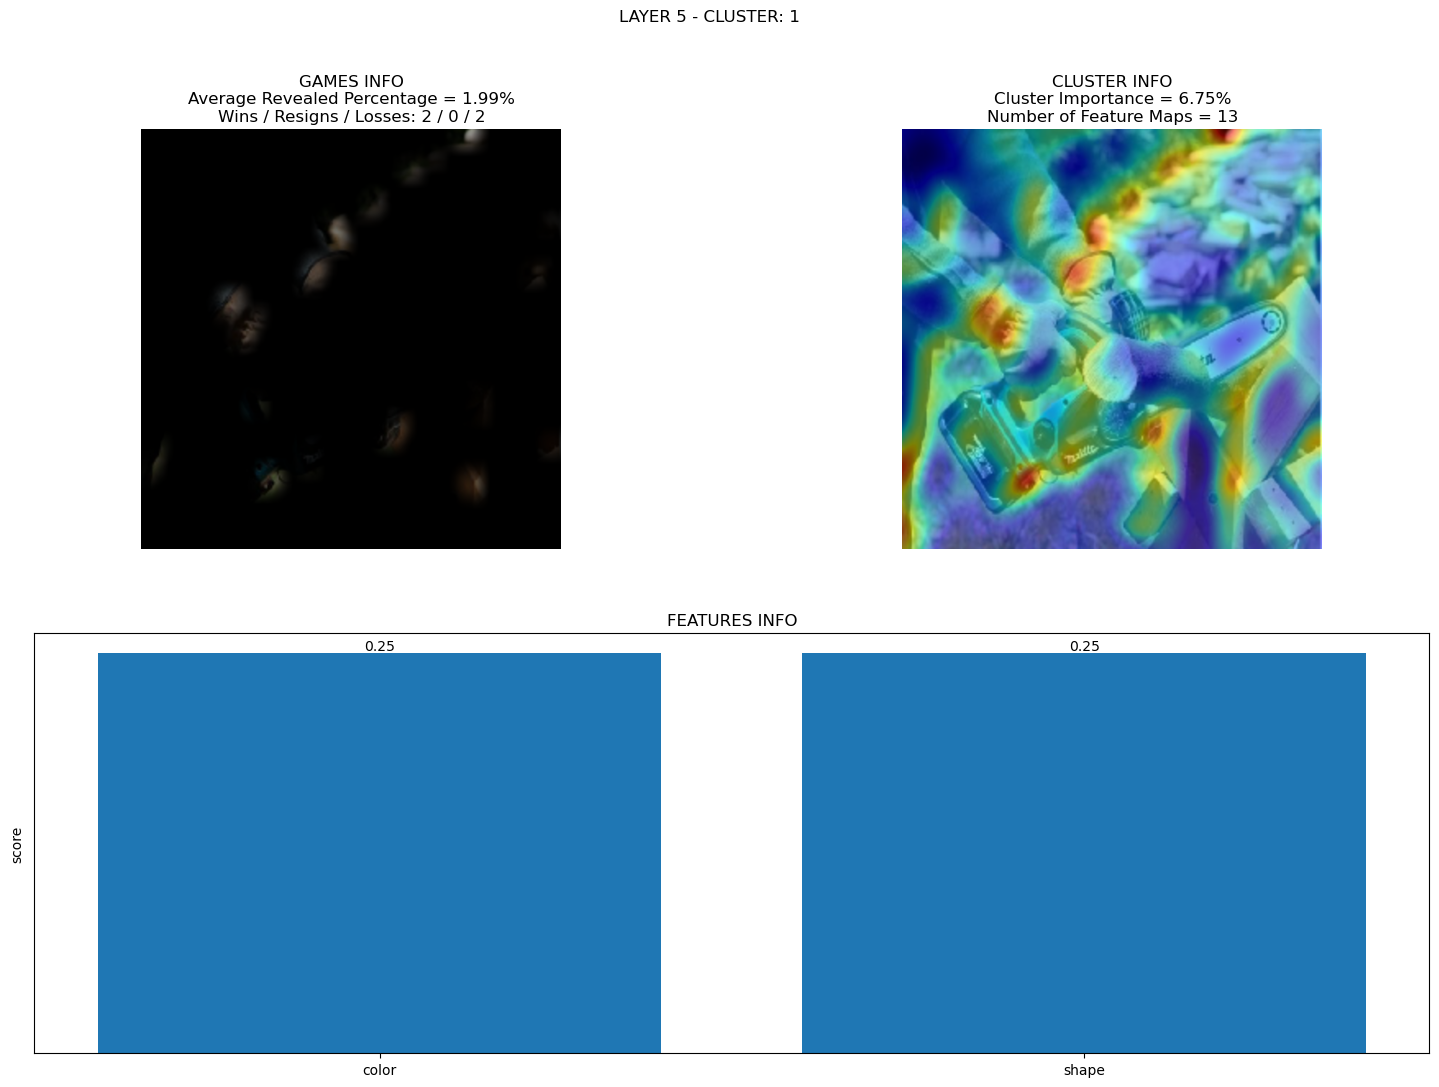 LAYER 5 - CLUSTER: 1
GAMES INFO
Average Revealed Percentage = 1.99%
Wins / Resigns / Losses: 2 / 0 / 2
CLUSTER INFO
Cluster Importance = 6.75%
Number of Feature Maps = 13
makita
FEATURES INFO
0.25
0.25
score
color
shape